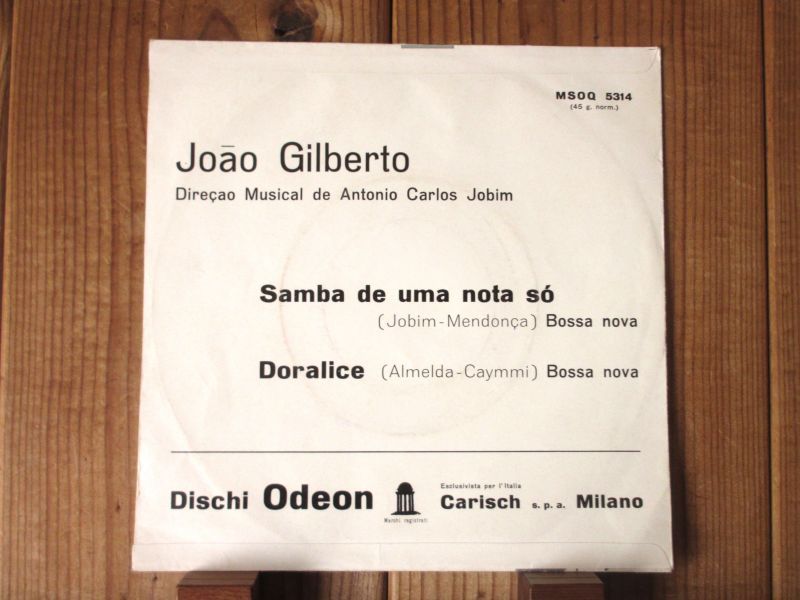 MSOQ 5314
(45 g. norm.)
João Gilberto
Direçao Musical de Antonio Carlos Jobim
Samba de uma nota só
(Jobim-Mendonça) Bossa nova
Doralice (Almelda-Caymmi) Bossa nova
Esclusivista per l'Italia
Dischi Odeon Carisch s.p.a. Milano
Marchi registrati